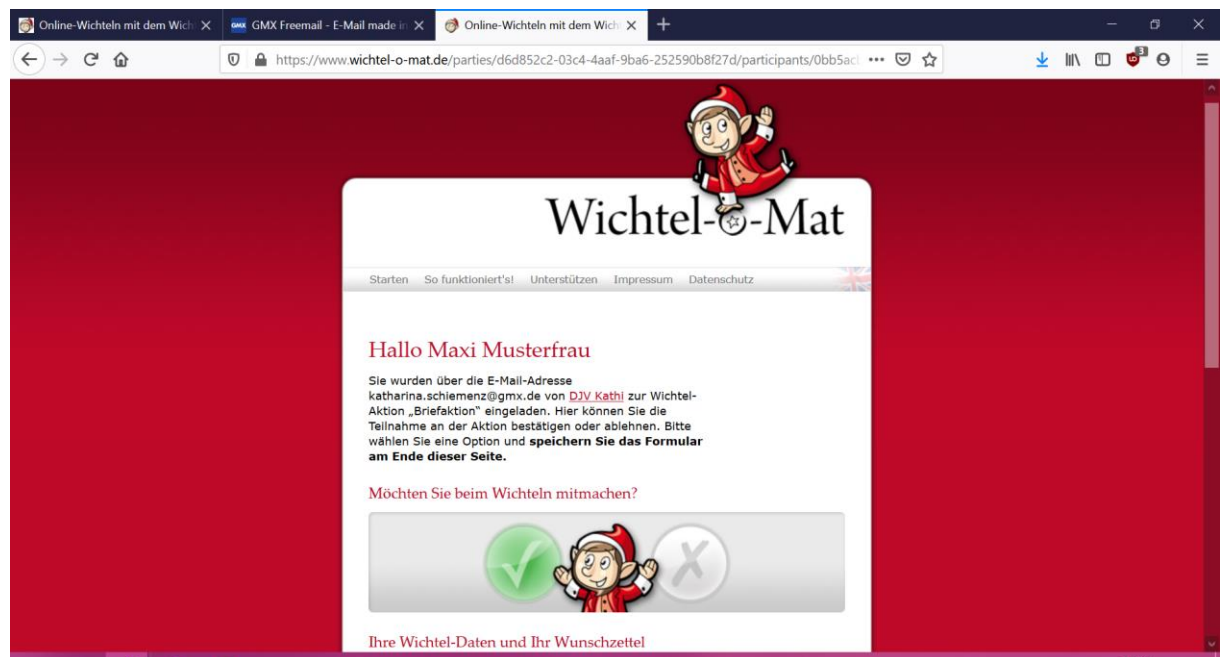 Online-Wichteln mit dem Wich
GMX Freemail - E-Mail made in
Online-Wichteln mit dem Wich
https://www.wichtel-o-mat.de/parties/d6d852c2-03c4-4aaf-9ba6-252590b8f27d/participants/0bb5acl
3
Wichtel-o-Mat
Starten So funktioniert's! Unterstützen Impressum Datenschutz
Hallo Maxi Musterfrau
Sie wurden über die E-Mail-Adresse
katharina.schiemenz@gmx.de von DJV Kathi zur Wichtel-
Aktion „Briefaktion" eingeladen. Hier können Sie die
Teilnahme an der Aktion bestätigen oder ablehnen. Bitte
wählen Sie eine Option und speichern Sie das Formular
am Ende dieser Seite.
Möchten Sie beim Wichteln mitmachen?
Ihre Wichtel-Daten und Ihr Wunschzettel